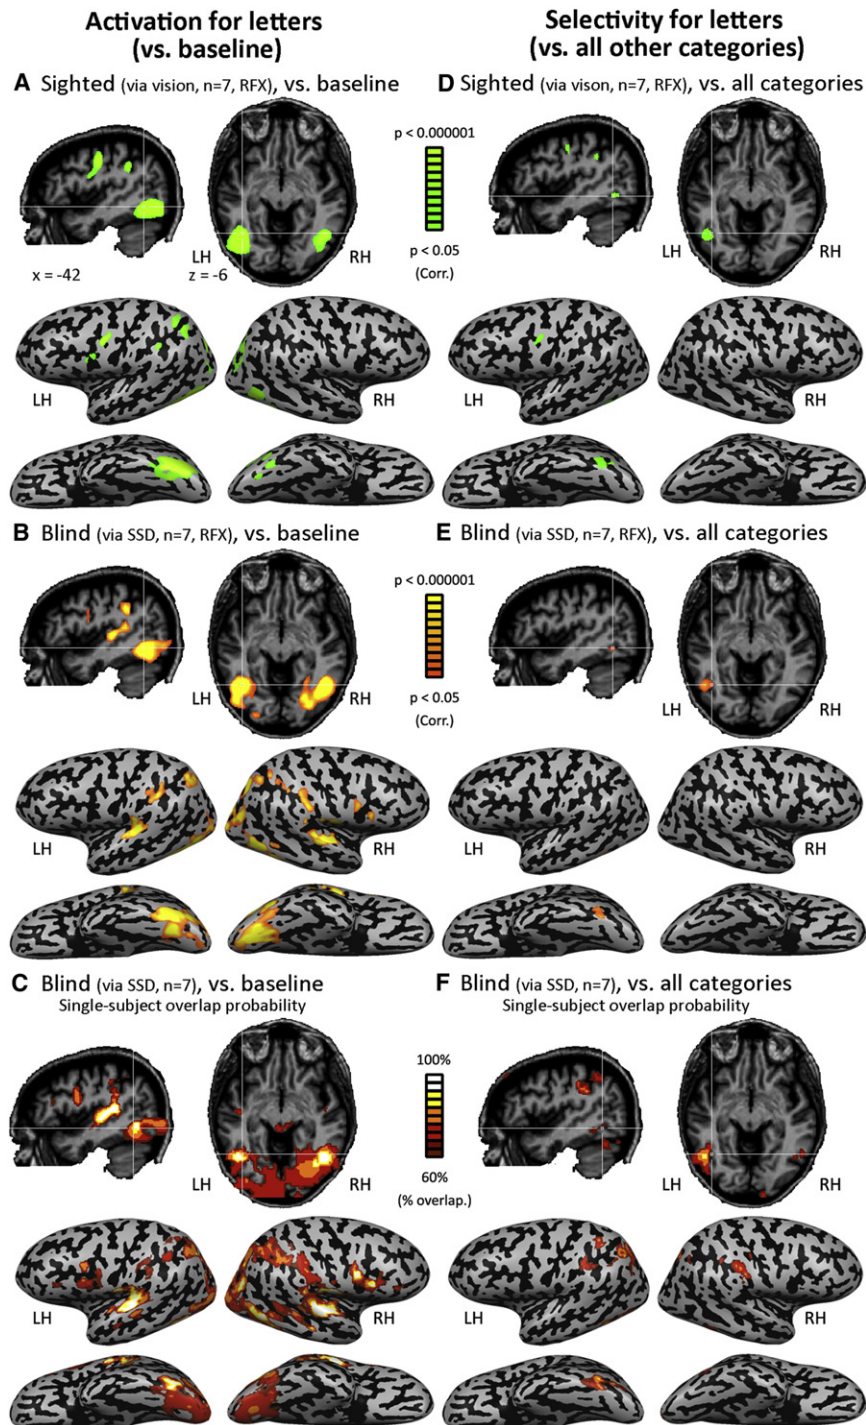 Activation for letters
(vs. baseline)
Selectivity for letters
(vs. all other categories)
A Sighted (via vision, n=7, RFX), vs. baseline
D Sighted (via vison, n=7, RFX), vs. all categories
p < 0.000001
p < 0.05
(Corr.)
LH
RH
x = -42
z = -6
LH
RH
LH
RH
LH
RH
B Blind (via SSD, n=7, RFX), vs. baseline
E Blind (via SSD, n=7, RFX), vs. all categories
p < 0.000001
p < 0.05
(Corr.)
LH
RH
LH
RH
LH
RH
LH
RH
C Blind (via SSD, n=7), vs. baseline
Single-subject overlap probability
F Blind (via SSD, n=7), vs. all categories
Single-subject overlap probability
100%
60%
(% overlap.)
LH
RH
LH
RH
LH
RH
LH
RH